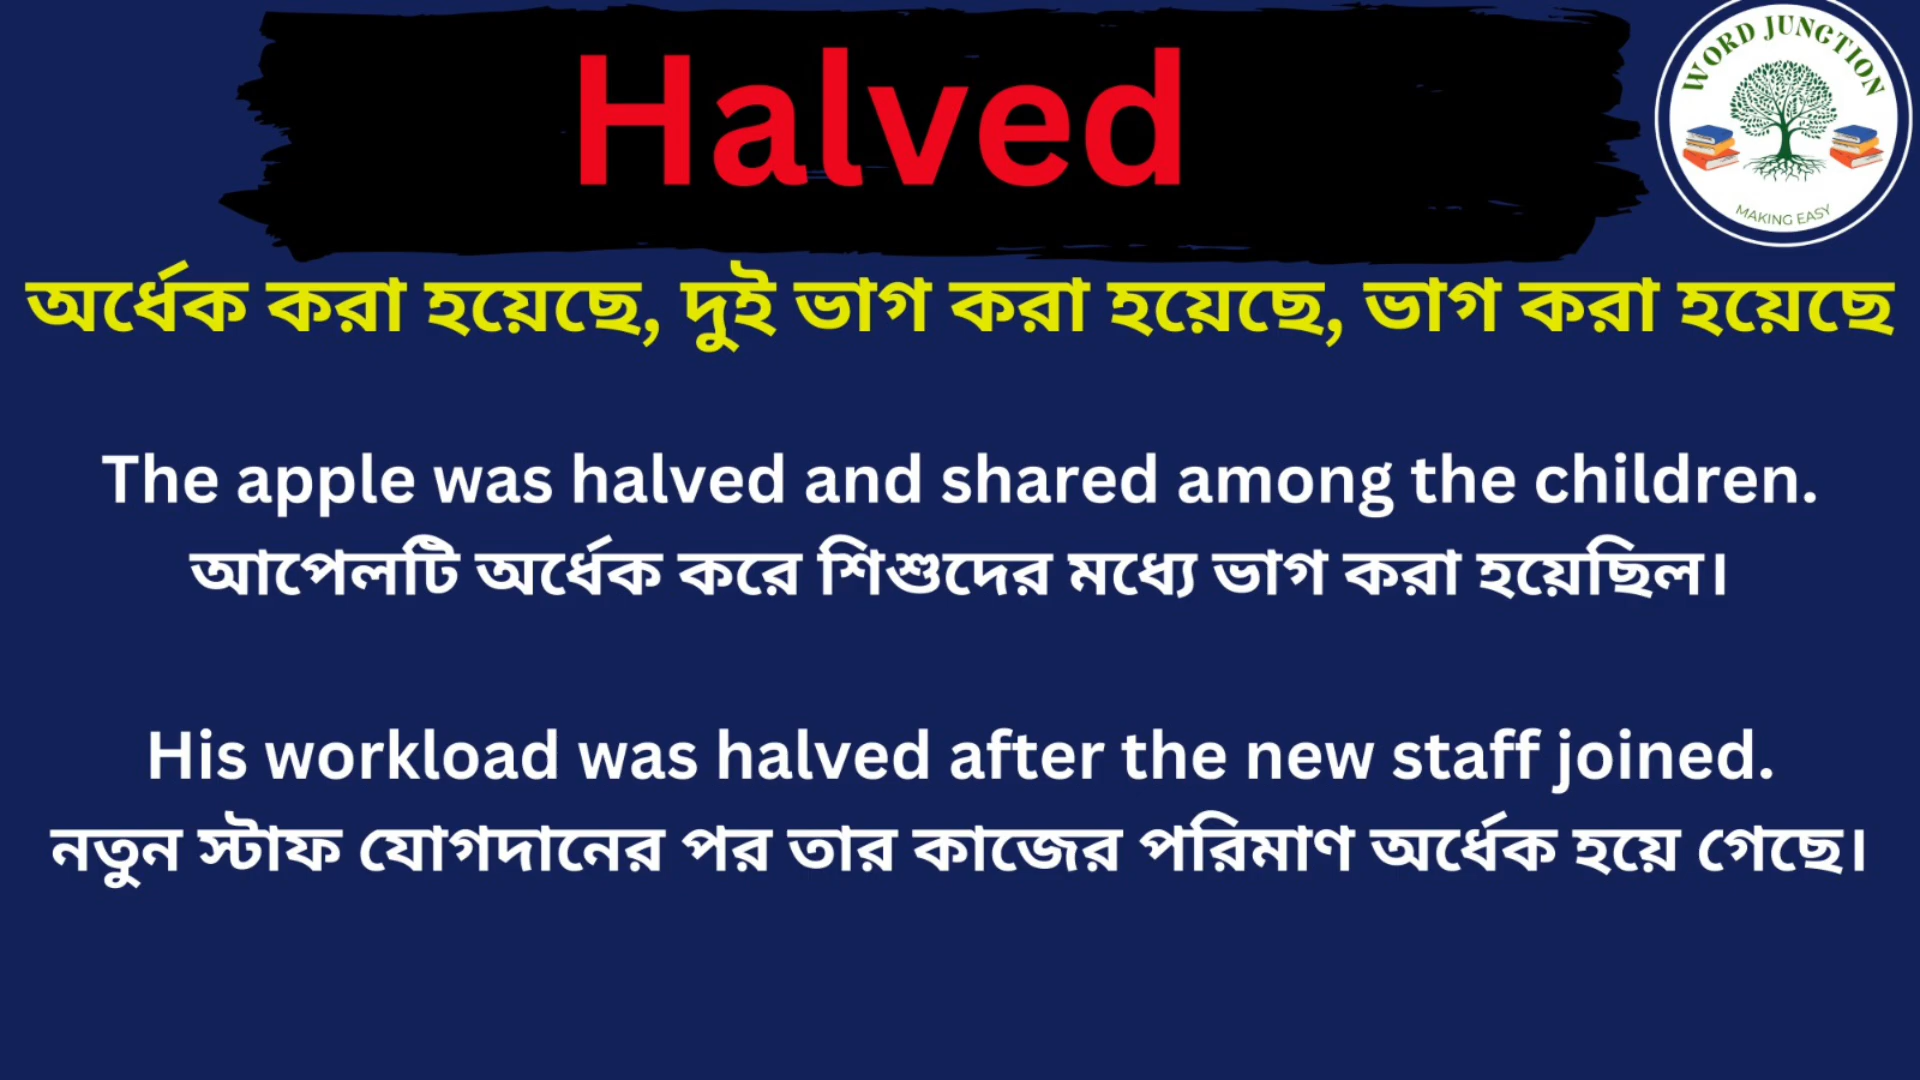 Halved
WORD JUNCTION
MAKING EASY
অর্ধেক করা হয়েছে, দুই ভাগ করা হয়েছে, ভাগ করা হয়েছে
The apple was halved and shared among the children.
আপেলটি অর্ধেক করে শিশুদের মধ্যে ভাগ করা হয়েছিল।
His workload was halved after the new staff joined.
নতুন স্টাফ যোগদানের পর তার কাজের পরিমাণ অর্ধেক হয়ে গেছে।